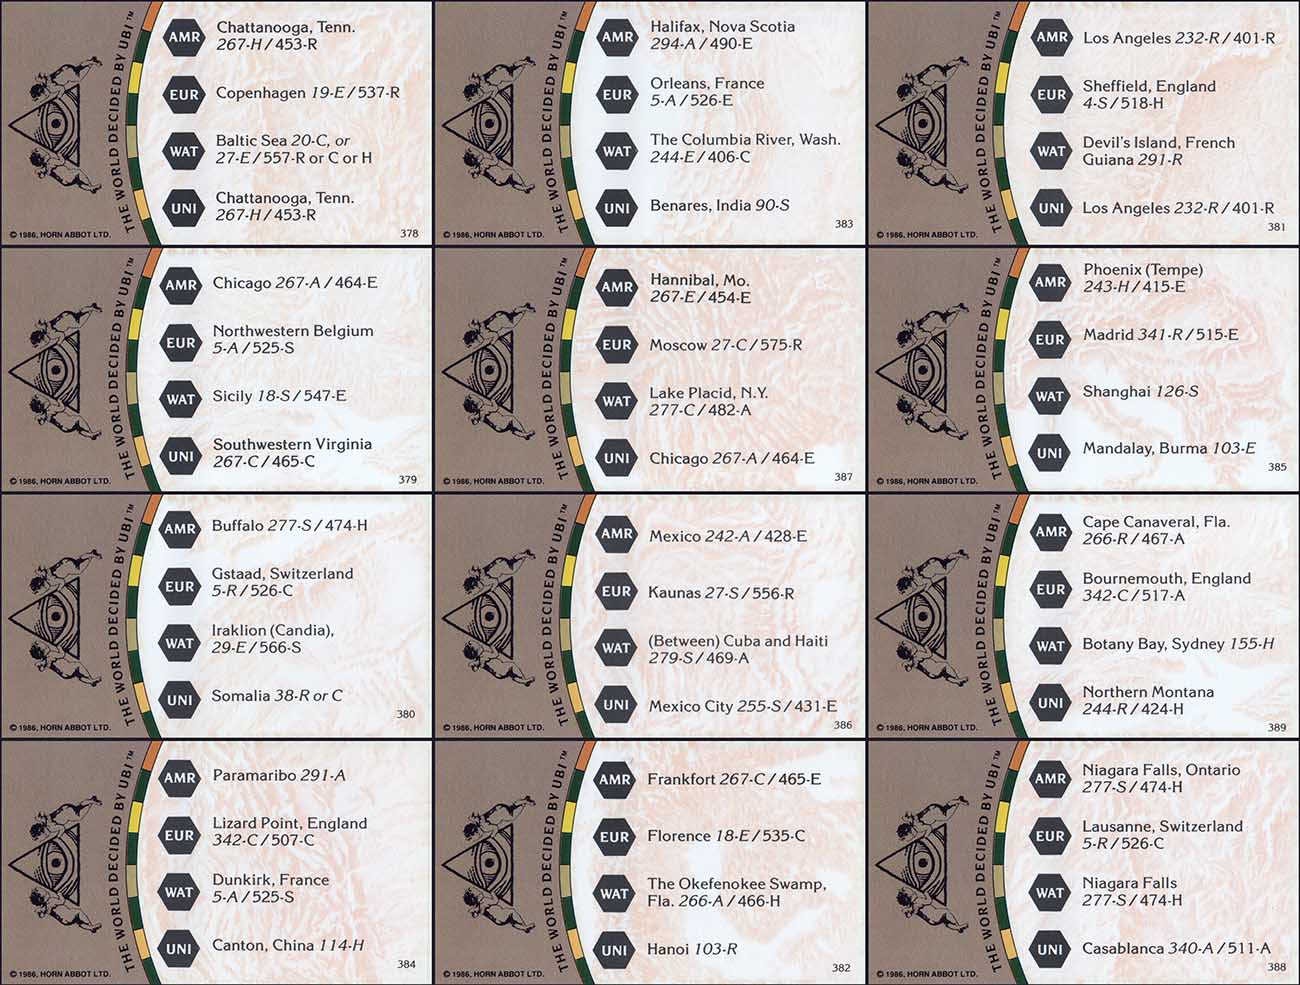 THE WORLD DECIDED BY UBI™
AMR
Chattanooga, Tenn.
267-H / 453-R
EUR
Copenhagen 19-E / 537-R
WAT
Baltic Sea 20-C, or
27-E / 557-R or C or H
UNI
Chattanooga, Tenn.
267-H / 453-R
© 1986, HORN ABBOT LTD.
378
THE WORLD DECIDED BY UBI™
AMR
Halifax, Nova Scotia
294-A / 490-E
EUR
Orleans, France
5-A / 526-E
WAT
The Columbia River, Wash.
244-E / 406-C
UNI
Benares, India 90-S
© 1986, HORN ABBOT LTD.
383
THE WORLD DECIDED BY UBI™
AMR
Los Angeles 232-R / 401-R
EUR
Sheffield, England
4-S / 518-H
WAT
Devil's Island, French
Guiana 291-R
UNI
Los Angeles 232-R / 401-R
© 1986, HORN ABBOT LTD.
381
THE WORLD DECIDED BY UBI™
AMR
Chicago 267-A / 464-E
EUR
Northwestern Belgium
5-A / 525-S
WAT
Sicily 18-S / 547-E
UNI
Southwestern Virginia
267-C / 465-C
© 1986, HORN ABBOT LTD.
379
THE WORLD DECIDED BY UBI™
AMR
Hannibal, Mo.
267-E / 454-E
EUR
Moscow 27-C / 575-R
WAT
Lake Placid, N.Y.
277-C / 482-A
UNI
Chicago 267-A / 464-E
© 1986, HORN ABBOT LTD.
387
THE WORLD DECIDED BY UBI™
AMR
Phoenix (Tempe)
243-H / 415-E
EUR
Madrid 341-R / 515-E
WAT
Shanghai 126-S
UNI
Mandalay, Burma 103-E
© 1986, HORN ABBOT LTD.
385
THE WORLD DECIDED BY UBI™
AMR
Buffalo 277-S / 474-H
EUR
Gstaad, Switzerland
5-R / 526-C
WAT
Iraklion (Candia),
29-E / 566-S
UNI
Somalia 38-R or C
© 1986, HORN ABBOT LTD.
380
THE WORLD DECIDED BY UBI™
AMR
Mexico 242-A / 428-E
EUR
Kaunas 27-S / 556-R
WAT
(Between) Cuba and Haiti
279-S / 469-A
UNI
Mexico City 255-S / 431-E
© 1986, HORN ABBOT LTD.
386
THE WORLD DECIDED BY UBI™
AMR
Cape Canaveral, Fla.
266-R / 467-A
EUR
Bournemouth, England
342-C / 517-A
WAT
Botany Bay, Sydney 155-H
UNI
Northern Montana
244-R / 424-H
© 1986, HORN ABBOT LTD.
389
THE WORLD DECIDED BY UBI™
AMR
Paramaribo 291-A
EUR
Lizard Point, England
342-C / 507-C
WAT
Dunkirk, France
5-A / 525-S
UNI
Canton, China 114-H
© 1986, HORN ABBOT LTD.
384
THE WORLD DECIDED BY UBI™
AMR
Frankfort 267-C / 465-E
EUR
Florence 18-E / 535-C
WAT
The Okefenokee Swamp,
Fla. 266-A / 466-H
UNI
Hanoi 103-R
© 1986, HORN ABBOT LTD.
382
THE WORLD DECIDED BY UBI™
AMR
Niagara Falls, Ontario
277-S / 474-H
EUR
Lausanne, Switzerland
5-R / 526-C
WAT
Niagara Falls
277-S / 474-H
UNI
Casablanca 340-A / 511-A
© 1986, HORN ABBOT LTD.
388